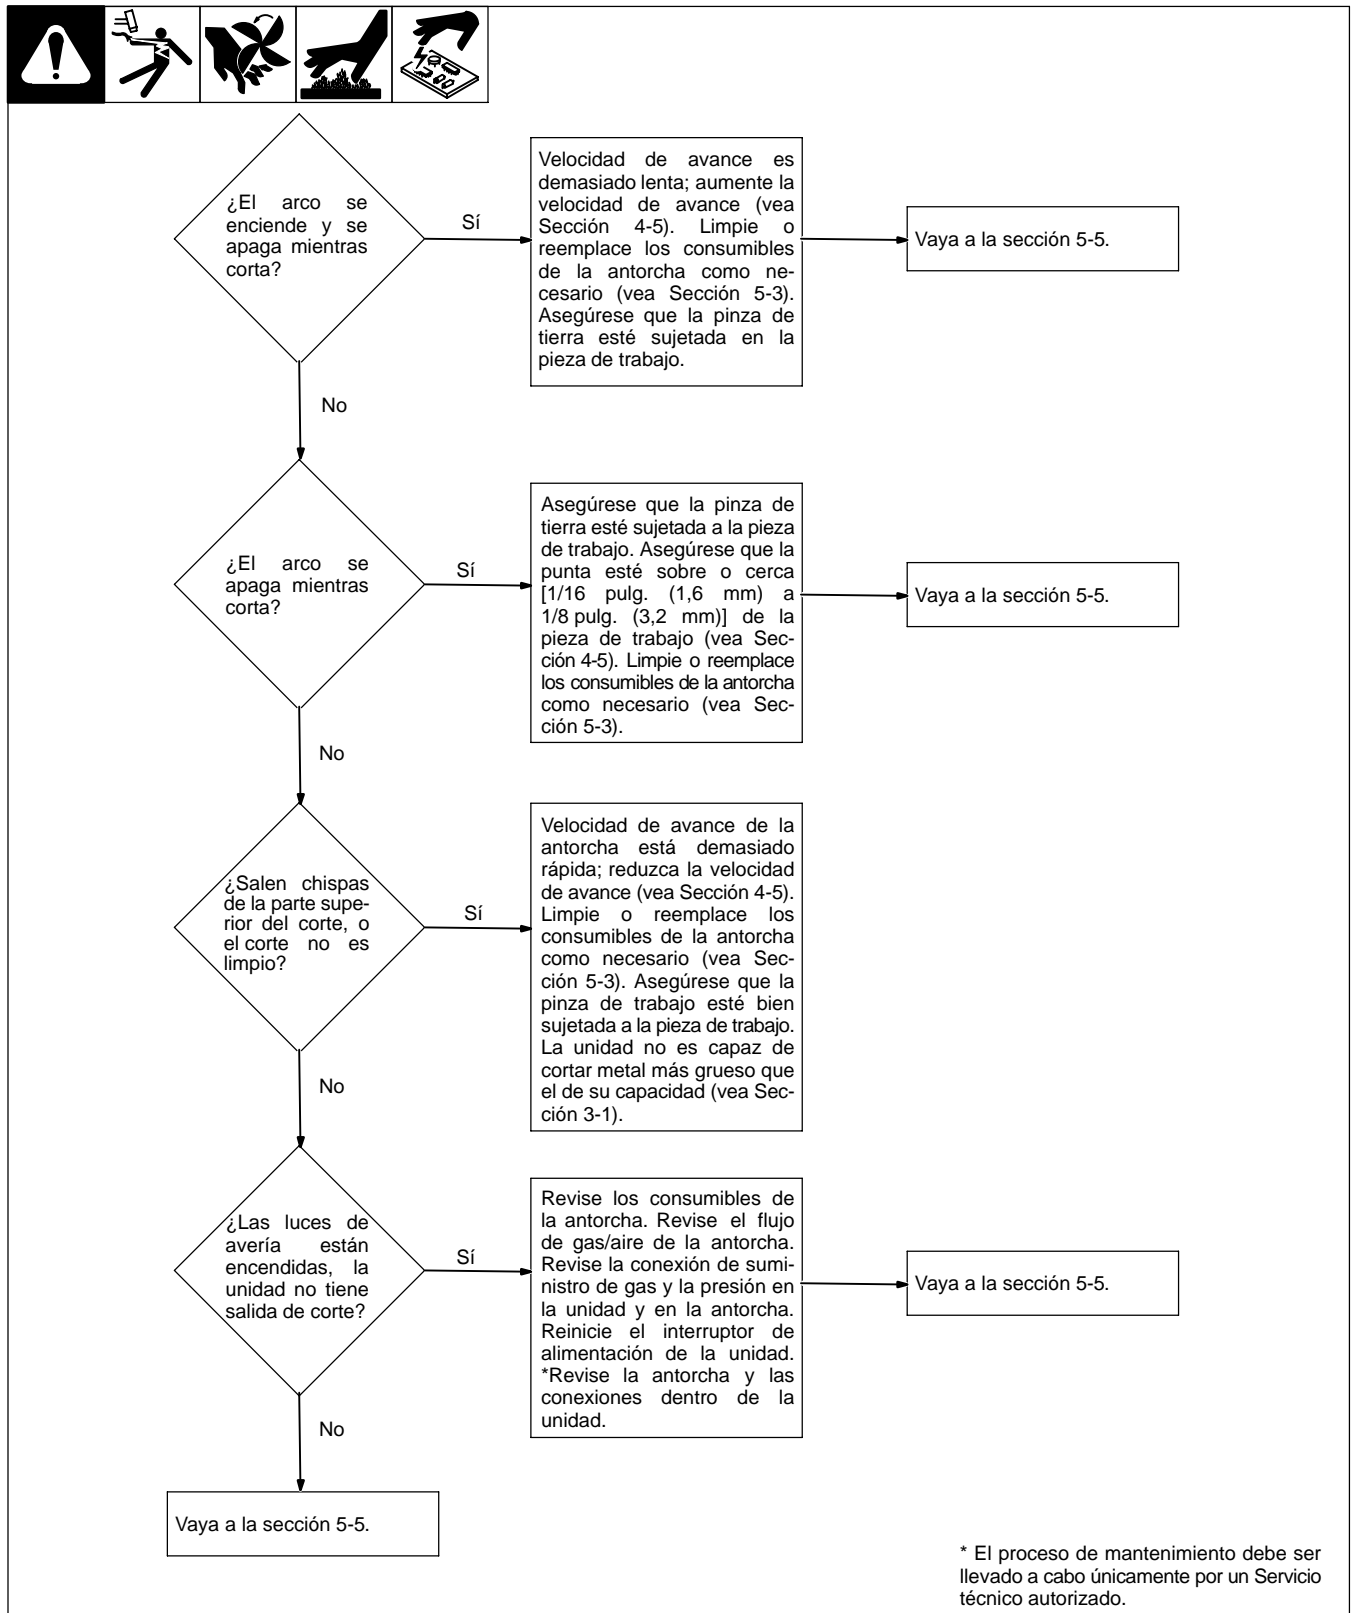 ¿El arco se
enciende y se
apaga mientras
corta?
Sí
Velocidad de avance es
demasiado lenta; aumente la
velocidad de avance (vea
Sección 4-5). Limpie o
reemplace los consumibles
de la antorcha como ne-
cesario (vea Sección 5-3).
Asegúrese que la pinza de
tierra esté sujetada en la
pieza de trabajo.
Vaya a la sección 5-5.
No
¿El arco se
apaga mientras
corta?
Sí
Asegúrese que la pinza de
tierra esté sujetada a la pieza
de trabajo. Asegúrese que la
punta esté sobre o cerca
[1/16 pulg. (1,6 mm) a
1/8 pulg. (3,2 mm)] de la
pieza de trabajo (vea Sec-
ción 4-5). Limpie o reemplace
los consumibles de la antorcha
como necesario (vea Sec-
ción 5-3).
Vaya a la sección 5-5.
No
¿Salen chispas
de la parte supe-
rior del corte, o
el corte no es
limpio?
Sí
Velocidad de avance de la
antorcha está demasiado
rápida; reduzca la velocidad
de avance (vea Sección 4-5).
Limpie o reemplace los
consumibles de la antorcha
como necesario (vea Sec-
ción 5-3). Asegúrese que la
pinza de trabajo esté bien
sujetada a la pieza de trabajo.
La unidad no es capaz de
cortar metal más grueso que
el de su capacidad (vea Sec-
ción 3-1).
No
¿Las luces de
avería están
encendidas, la
unidad no tiene
salida de corte?
Sí
Revise los consumibles de
la antorcha. Revise el flujo
de gas/aire de la antorcha.
Revise la conexión de sumi-
nistro de gas y la presión en
la unidad y en la antorcha.
Reinicie el interruptor de
alimentación de la unidad.
*Revise la antorcha y las
conexiones dentro de la
unidad.
Vaya a la sección 5-5.
No
Vaya a la sección 5-5.
* El proceso de mantenimiento debe ser
llevado a cabo únicamente por un Servicio
técnico autorizado.